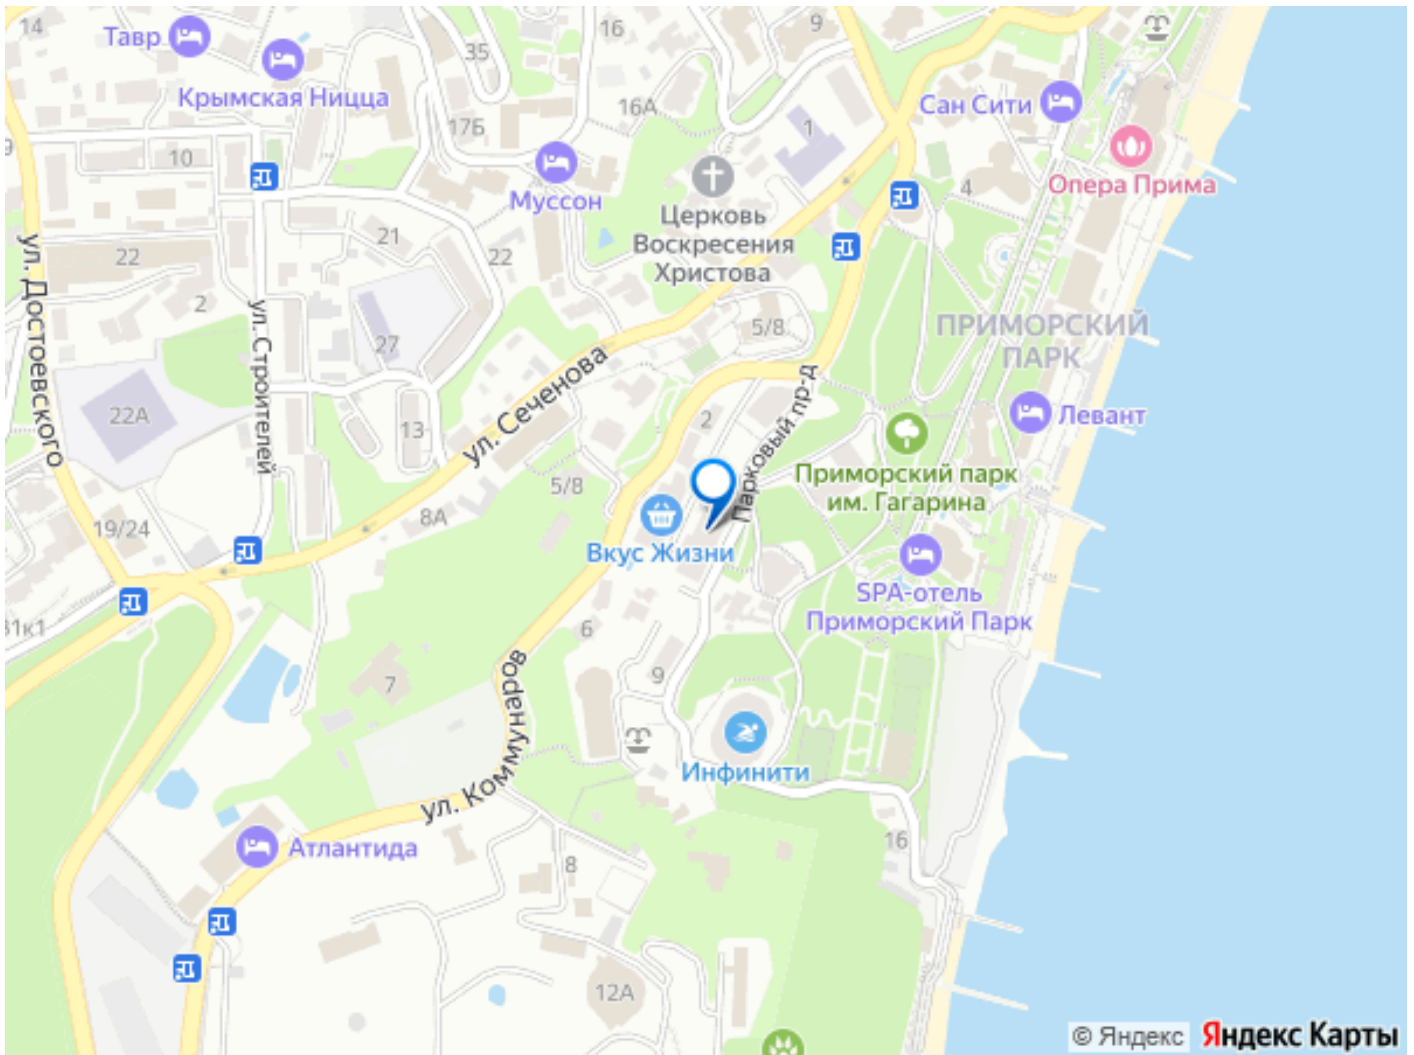 14
Тавр
Крымская Ницца
35
16
9
16А
17Б
1
Сан Сити
Опера Прима
4
10
Муссон
Церковь
Воскресения
Христова
21
22
22
2
ул. Достоевского
ул. Строителей
27
5/8
ПРИМОРСКИЙ
ПАРК
22А
13
ул. Сеченова
2
Парковый пр-д
Левант
Приморский парк
им. Гагарина
5/8
8А
19/24
Вкус Жизни
SPA-отель
Приморский Парк
31к1
6
9
7
ул. Коммунаров
Инфинити
Атлантида
8
16
12А
© Яндекс
Яндекс Карты